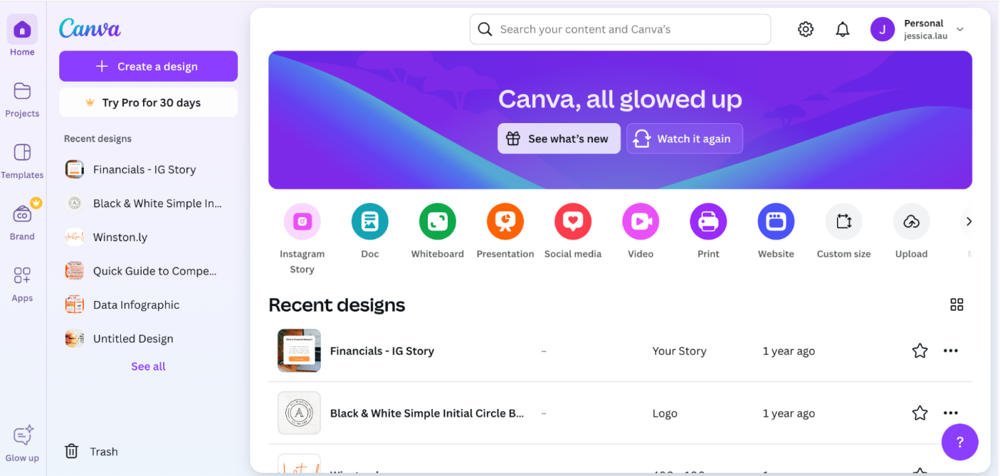 Home
Projects
Templates
CO
Brand
Apps
Glow up
Canva
+ Create a design
Try Pro for 30 days
Recent designs
Financials - IG Story
Black & White Simple In...
Winston.ly
Quick Guide to Compe...
Data Infographic
Untitled Design
See all
Trash
Search your content and Canva's
J
Personal
jessica.lau
Canva, all glowed up
See what's new
Watch it again
Instagram
Story
Doc
Whiteboard
Presentation
Social media
Video
Print
Website
Custom size
Upload
Recent designs
Financials - IG Story -- Your Story 1 year ago
A
Black & White Simple Initial Circle B... -- Logo 1 year ago
?